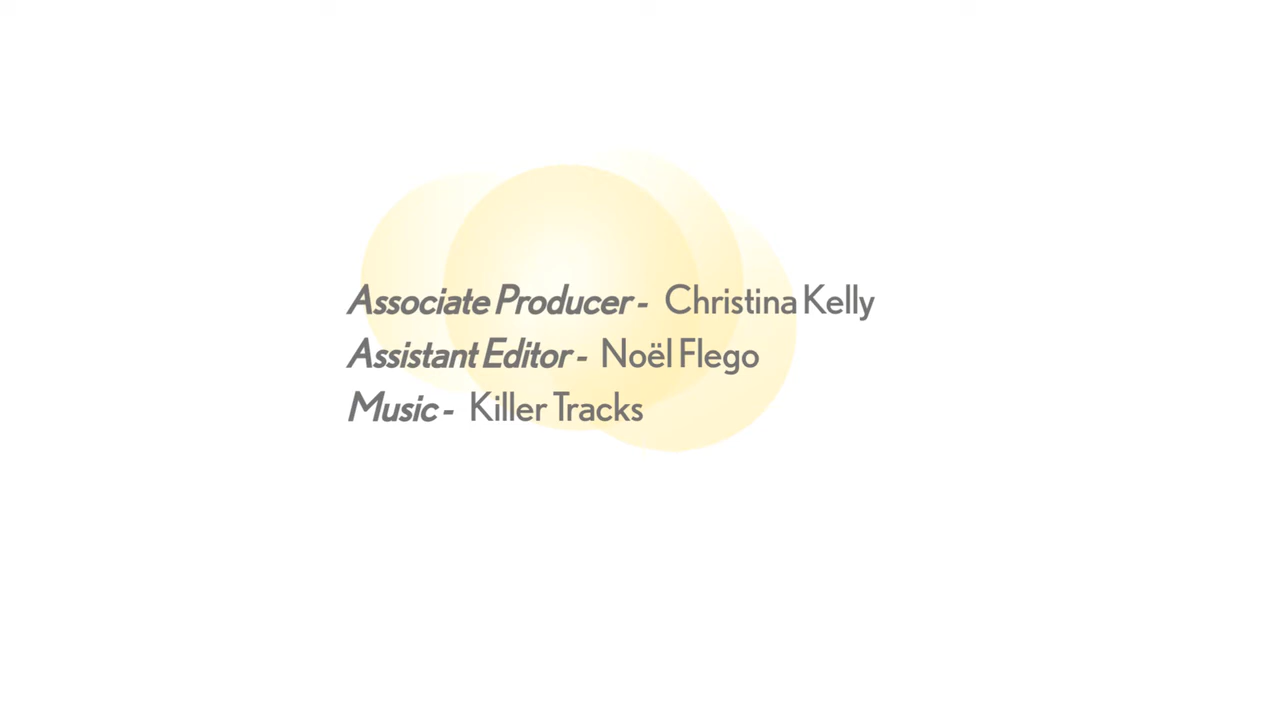 Associate Producer - Christina Kelly
Assistant Editor - Noël Flego
Music - Killer Tracks